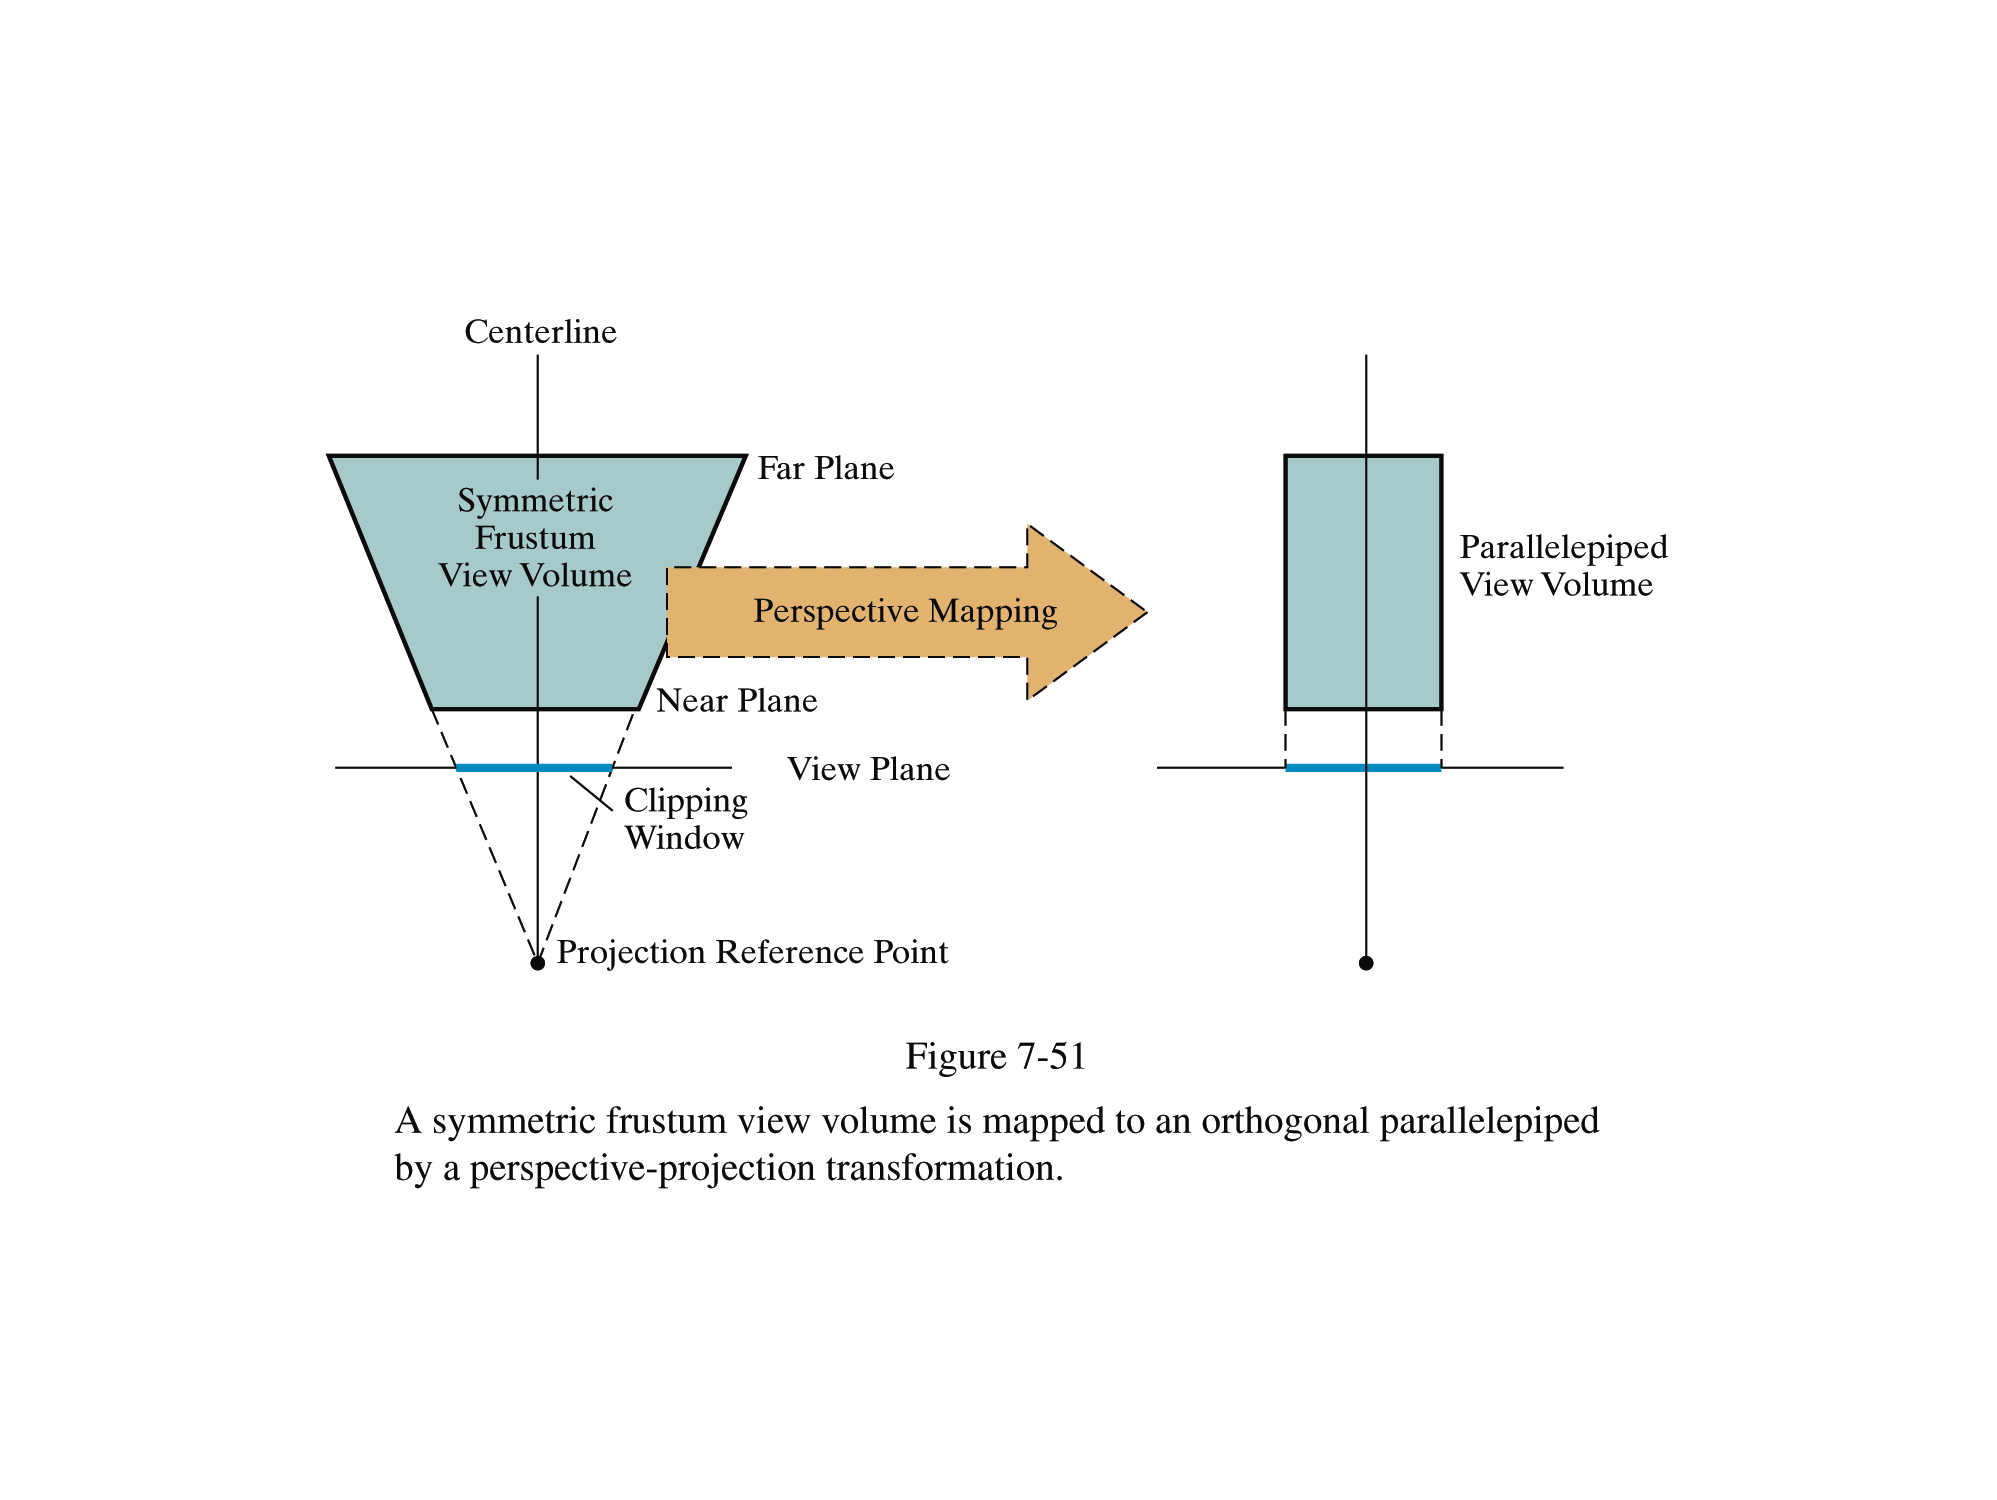 Centerline
Far Plane
Symmetric
Frustum
View Volume
Perspective Mapping
Parallelepiped
View Volume
Near Plane
View Plane
Clipping
Window
Projection Reference Point
Figure 7-51
A symmetric frustum view volume is mapped to an orthogonal parallelepiped
by a perspective-projection transformation.